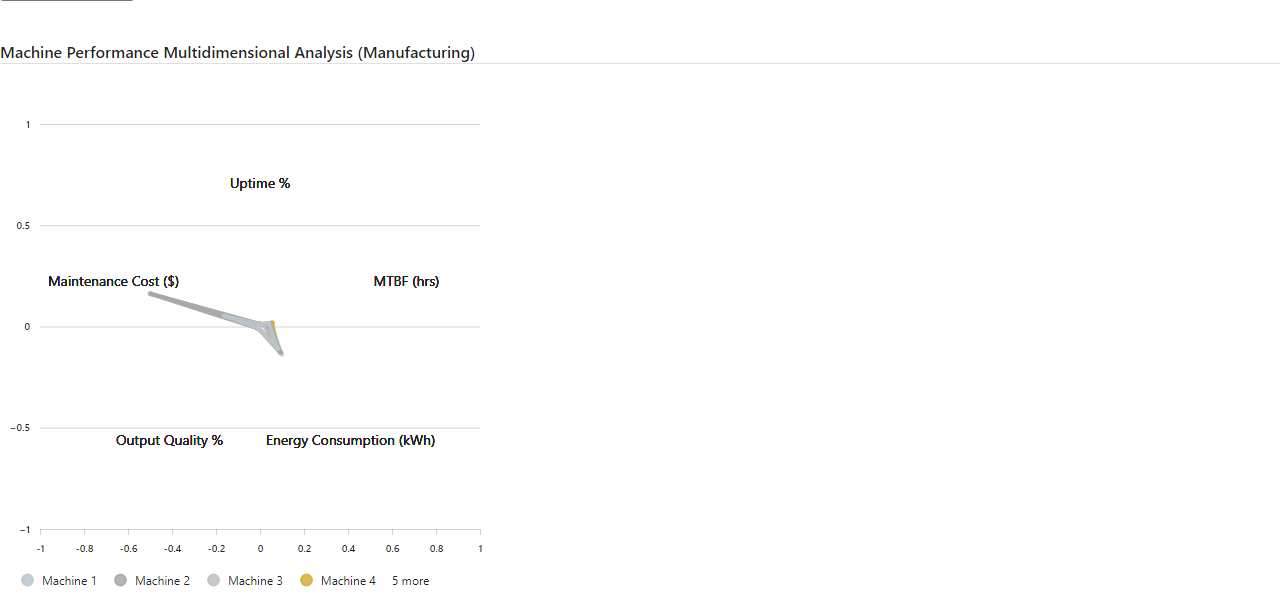 Machine Performance Multidimensional Analysis (Manufacturing)
1
Uptime %
0.5
Maintenance Cost ($)
MTBF (hrs)
0
−0.5
Output Quality %
Energy Consumption (kWh)
−1
-1 -0.8 -0.6 -0.4 -0.2 0 0.2 0.4 0.6 0.8 1
Machine 1 Machine 2 Machine 3 Machine 4 5 more